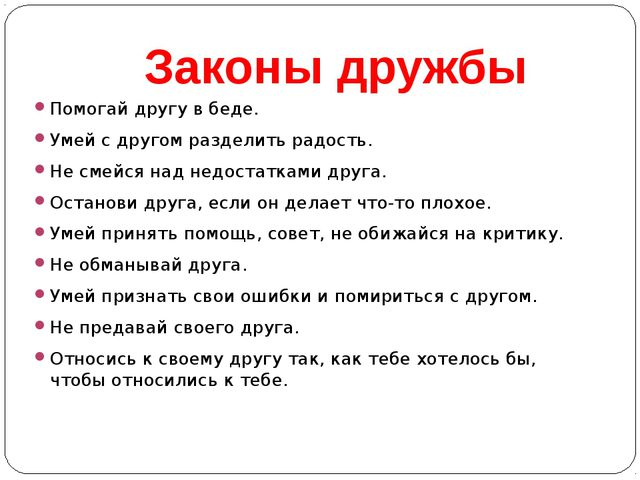 Законы дружбы
Помогай другу в беде.
Умей с другом разделить радость.
Не смейся над недостатками друга.
Останови друга, если он делает что-то плохое.
Умей принять помощь, совет, не обижайся на критику.
Не обманывай друга.
Умей признать свои ошибки и помириться с другом.
Не предавай своего друга.
Относись к своему другу так, как тебе хотелось бы,
чтобы относились к тебе.